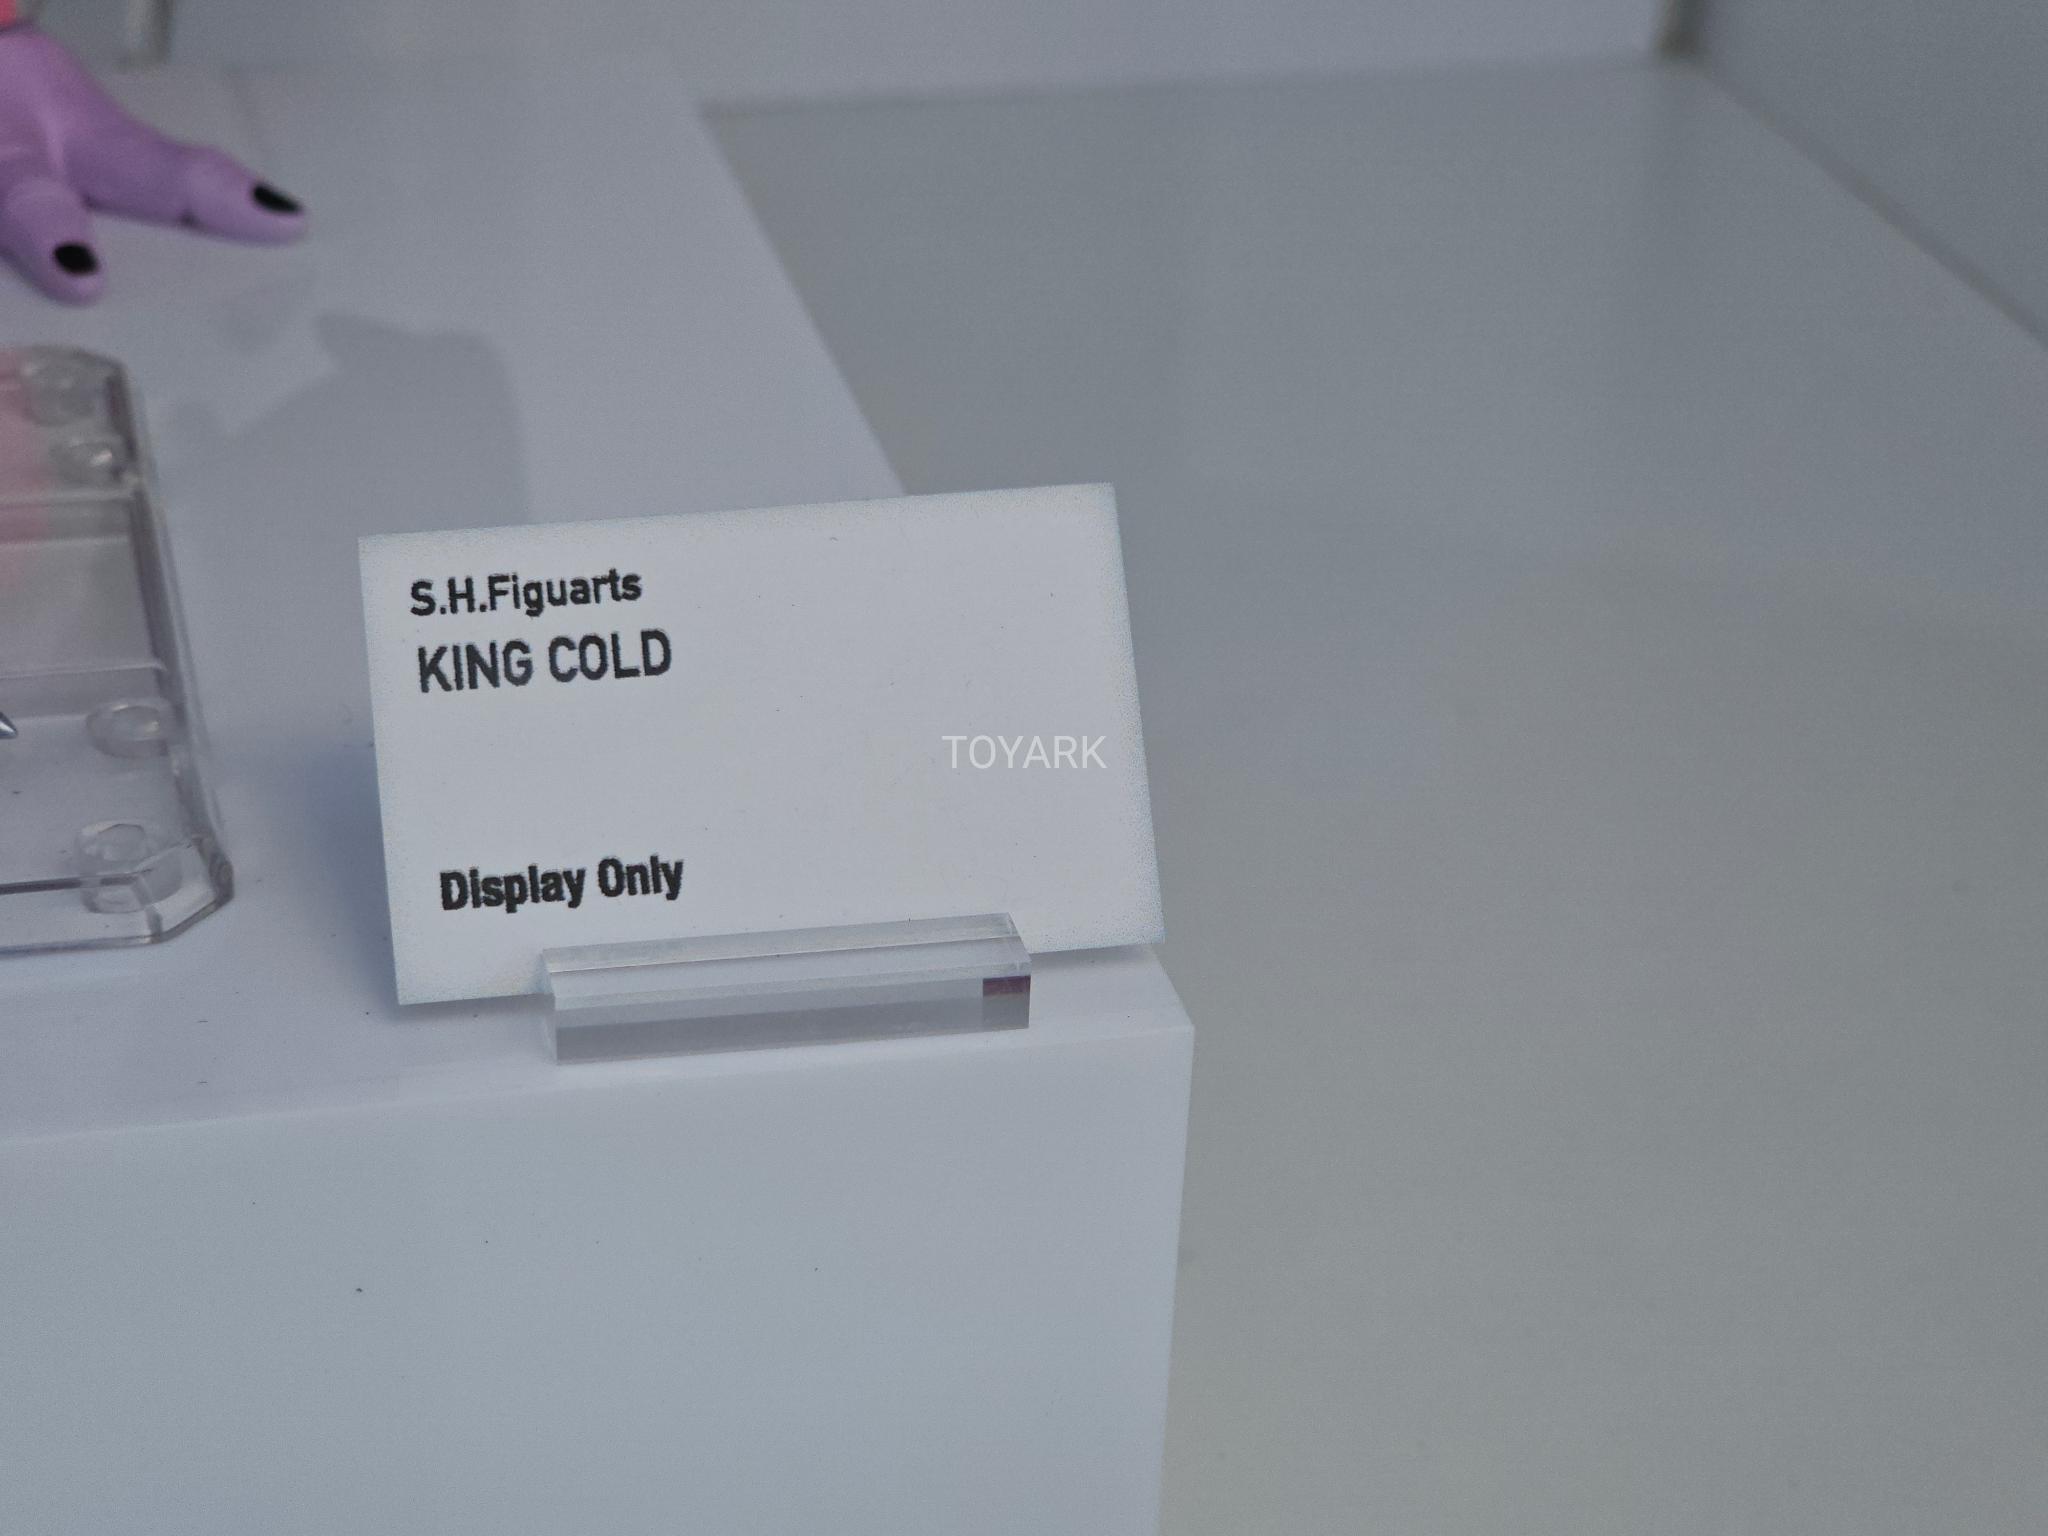 S.H.Figuarts
KING COLD
TOYARK
Display Only